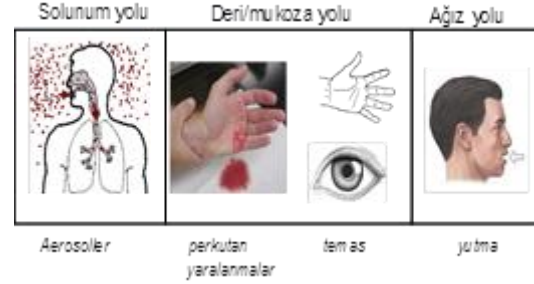 Solunum yolu
Deri/mukoza yolu
Ağız yolu
Aerosoller
perkutan
yaralanmalar
temas
yutma